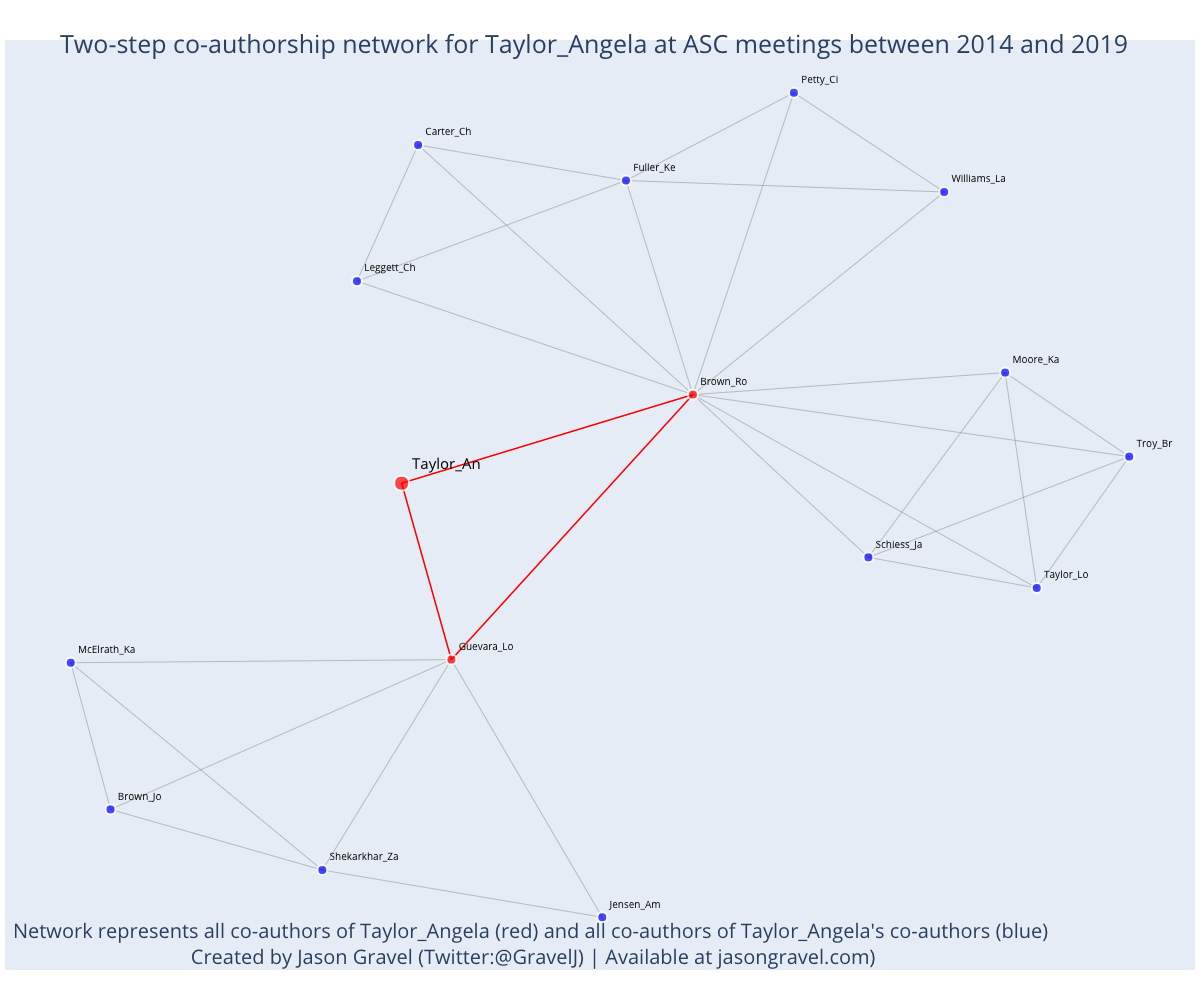 Two-step co-authorship network for Taylor_Angela at ASC meetings between 2014 and 2019
Petty_Ci
Carter_Ch
Fuller_Ke
Williams_La
Leggett_Ch
Moore_Ka
Brown_Ro
Troy_Br
Taylor_An
Schiess_Ja
Taylor_Lo
Guevara_Lo
McElrath_Ka
Brown_Jo
Shekarkhar_Za
Jensen_Am
Network represents all co-authors of Taylor_Angela (red) and all co-authors of Taylor_Angela's co-authors (blue)
Created by Jason Gravel (Twitter:@GravelJ) | Available at jasongravel.com)